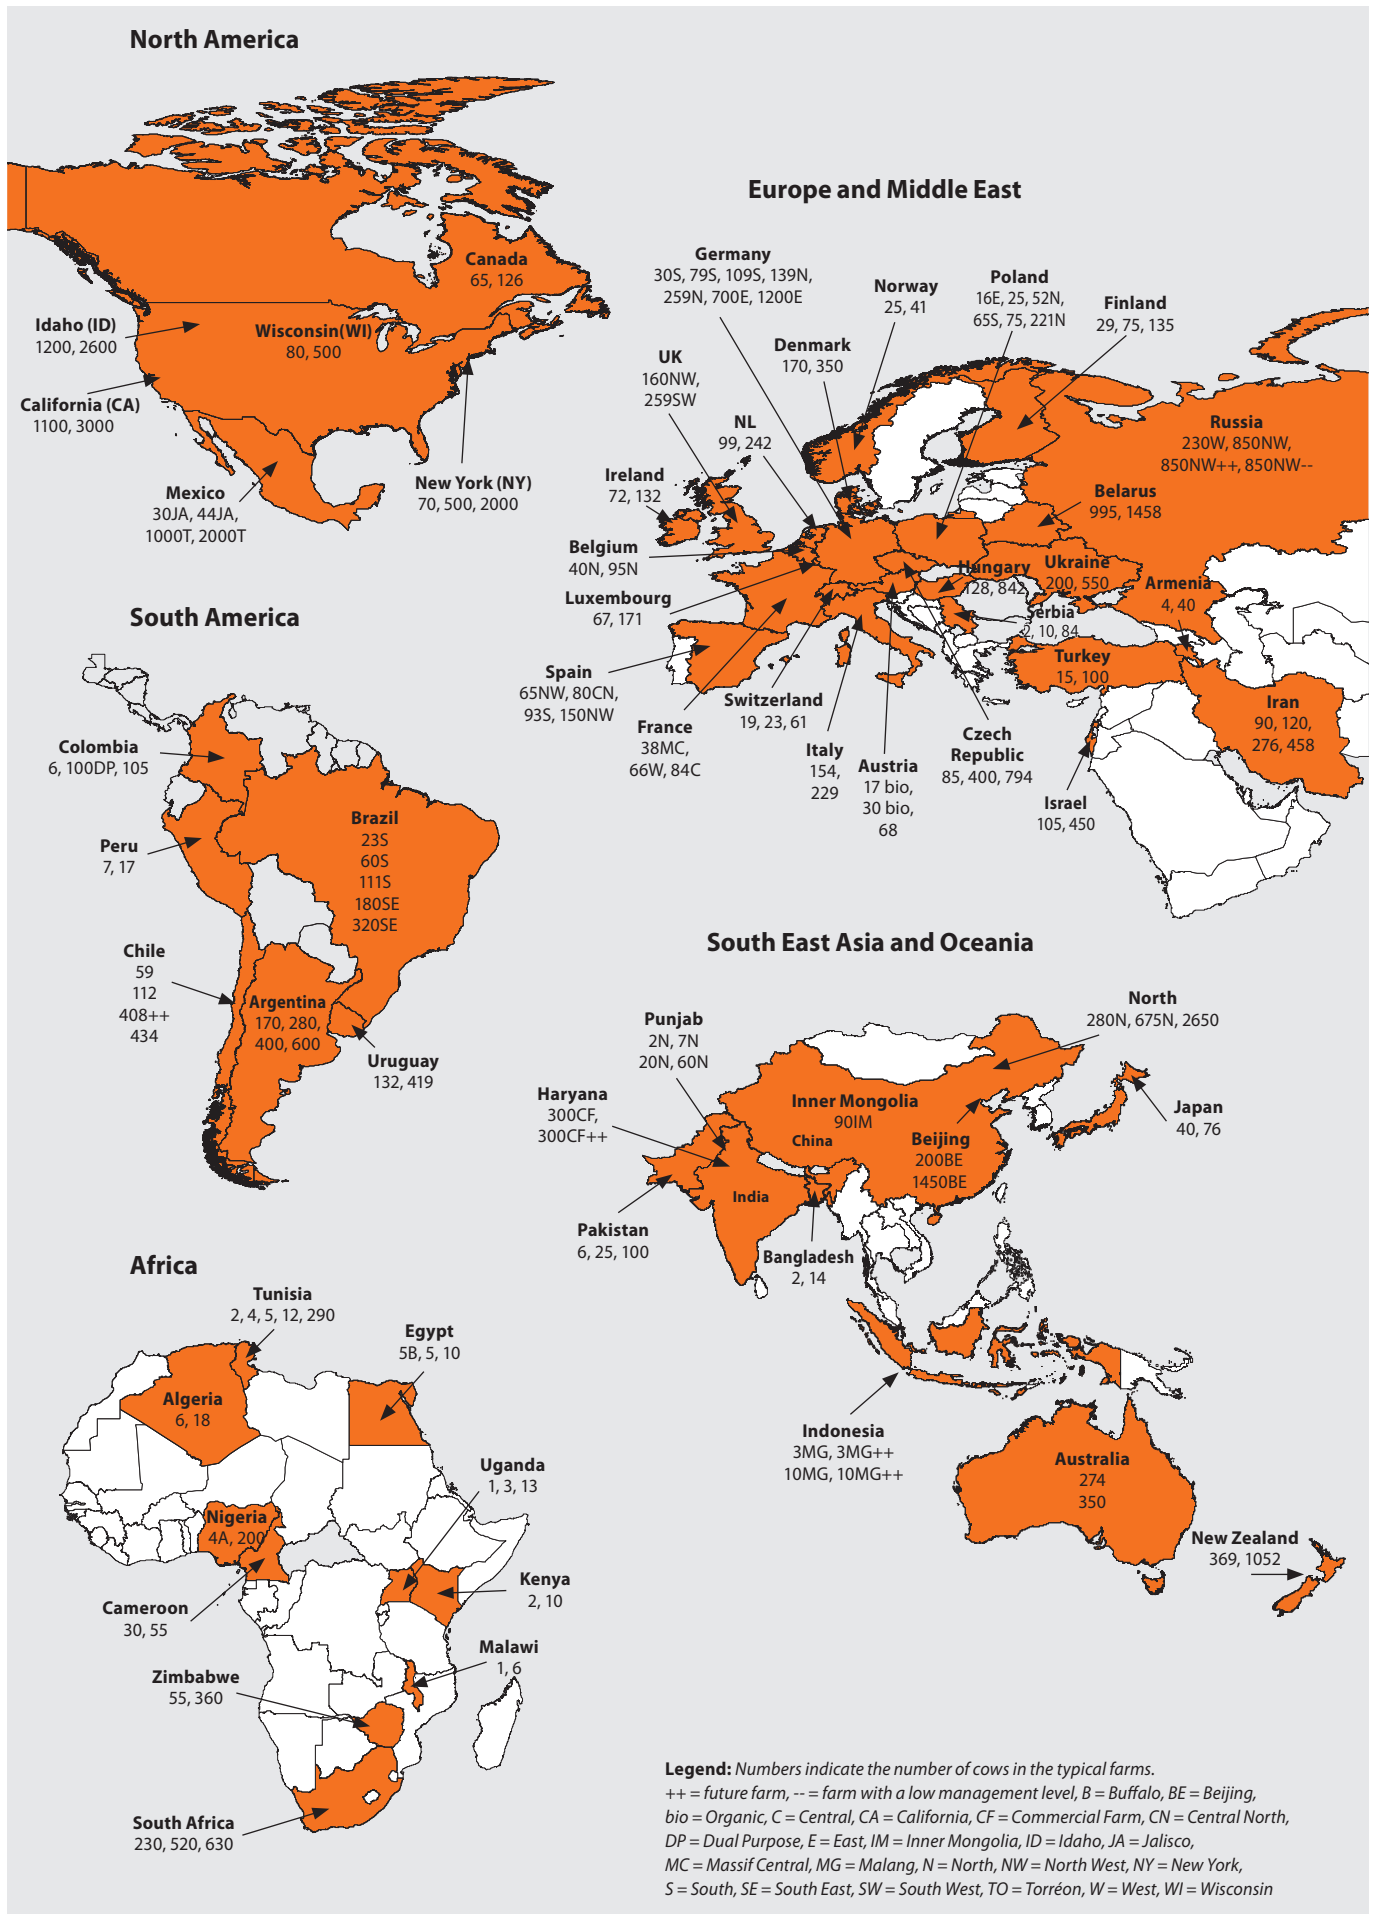 North America
Canada
65, 126
Idaho (ID)
1200, 2600
Wisconsin(WI)
80, 500
California (CA)
1100, 3000
New York (NY)
70, 500, 2000
Mexico
30JA, 44JA,
1000T, 2000T
Europe and Middle East
Germany
30S, 79S, 109S, 139N,
259N, 700E, 1200E
Norway
25, 41
Poland
16E, 25, 52N,
65S, 75, 221N
Finland
29, 75, 135
Denmark
170, 350
UK
160NW,
259SW
NL
99, 242
Russia
230W, 850NW,
850NW++, 850NW--
Ireland
72, 132
Belarus
995, 1458
Belgium
40N, 95N
Hungary
128, 842
Ukraine
200, 550
Armenia
4, 40
Luxembourg
67, 171
Serbia
2, 10, 84
Turkey
15, 100
Spain
65NW, 80CN,
93S, 150NW
Switzerland
19, 23, 61
Iran
90, 120,
276, 458
France
38MC,
66W, 84C
Italy
154,
229
Austria
17 bio,
30 bio,
68
Czech
Republic
85, 400, 794
Israel
105, 450
South America
Colombia
6, 100DP, 105
Brazil
23S
60S
111S
180SE
320SE
Peru
7, 17
Chile
59
112
408++
434
Argentina
170, 280,
400, 600
Uruguay
132, 419
South East Asia and Oceania
North
280N, 675N, 2650
Punjab
2N, 7N
20N, 60N
Haryana
300CF,
300CF++
Inner Mongolia
90IM
China
Beijing
200BE
1450BE
Japan
40, 76
India
Pakistan
6, 25, 100
Bangladesh
2, 14
Indonesia
3MG, 3MG++
10MG, 10MG++
Australia
274
350
New Zealand
369, 1052
Africa
Tunisia
2, 4, 5, 12, 290
Egypt
5B, 5, 10
Algeria
6, 18
Uganda
1, 3, 13
Nigeria
4A, 200
Kenya
2, 10
Cameroon
30, 55
Malawi
1, 6
Zimbabwe
55, 360
South Africa
230, 520, 630
Legend: Numbers indicate the number of cows in the typical farms.
++ = future farm, -- = farm with a low management level, B = Buffalo, BE = Beijing,
bio = Organic, C = Central, CA = California, CF = Commercial Farm, CN = Central North,
DP = Dual Purpose, E = East, IM = Inner Mongolia, ID = Idaho, JA = Jalisco,
MC = Massif Central, MG = Malang, N = North, NW = North West, NY = New York,
S = South, SE = South East, SW = South West, TO = Torréon, W = West, WI = Wisconsin